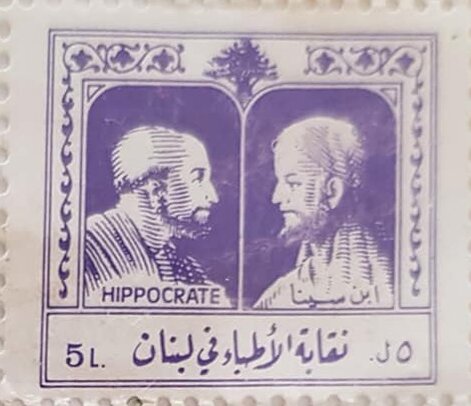 HIPPOCRATE
ابن سينا
5L. نقابة الأطباء في لبنان ٥ ل.